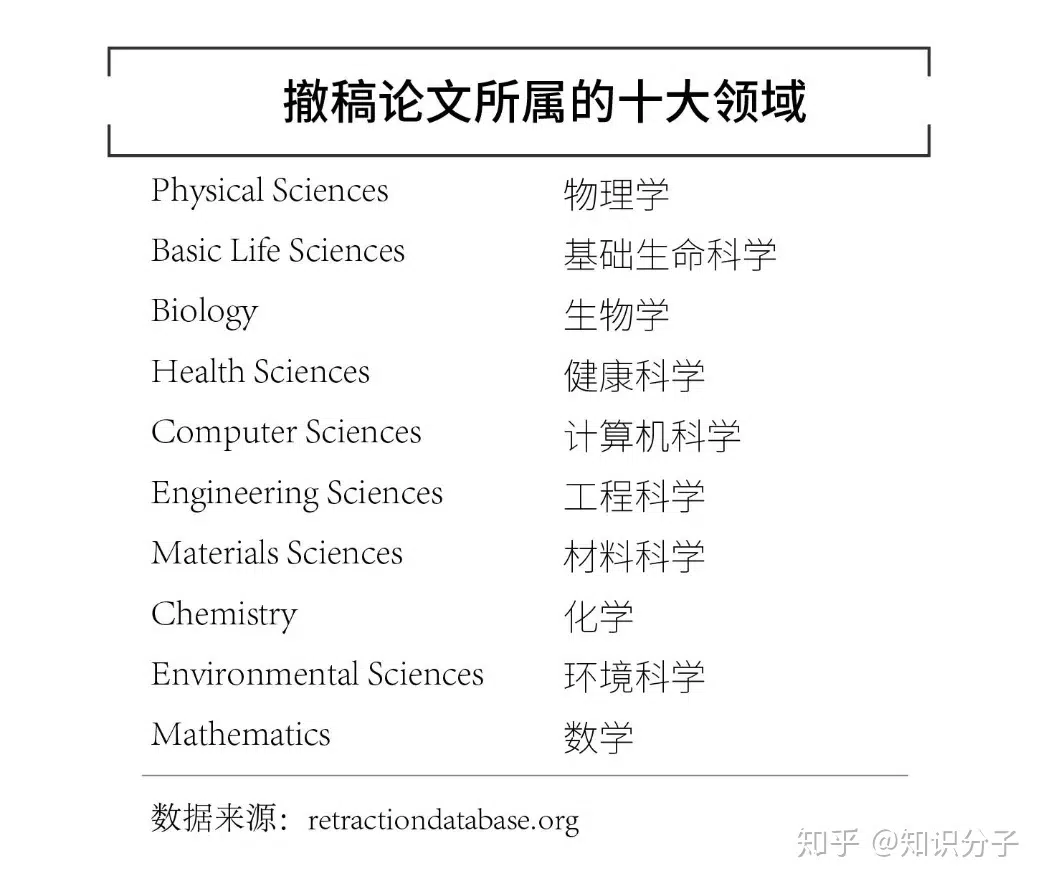 撤稿论文所属的十大领域
Physical Sciences 物理学
Basic Life Sciences 基础生命科学
Biology 生物学
Health Sciences 健康科学
Computer Sciences 计算机科学
Engineering Sciences 工程科学
Materials Sciences 材料科学
Chemistry 化学
Environmental Sciences 环境科学
Mathematics 数学
数据来源：retractiondatabase.org
知乎 @知识分子